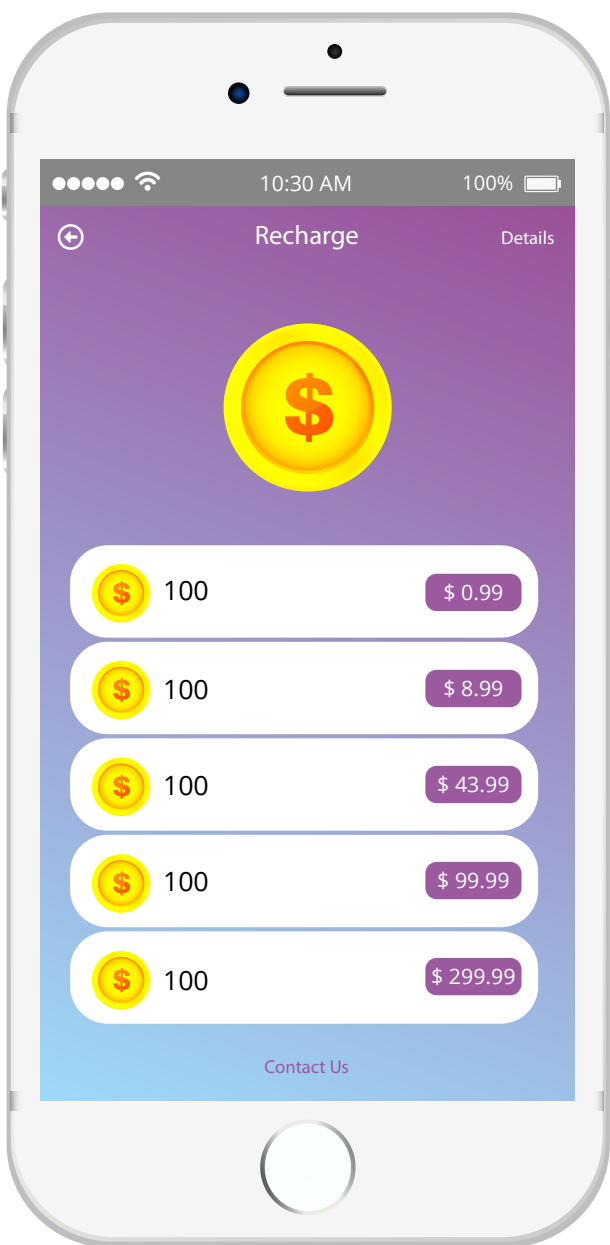 10:30 AM 100%
Recharge Details
$
$ 100 $ 0.99
$ 100 $ 8.99
$ 100 $ 43.99
$ 100 $ 99.99
$ 100 $ 299.99
Contact Us